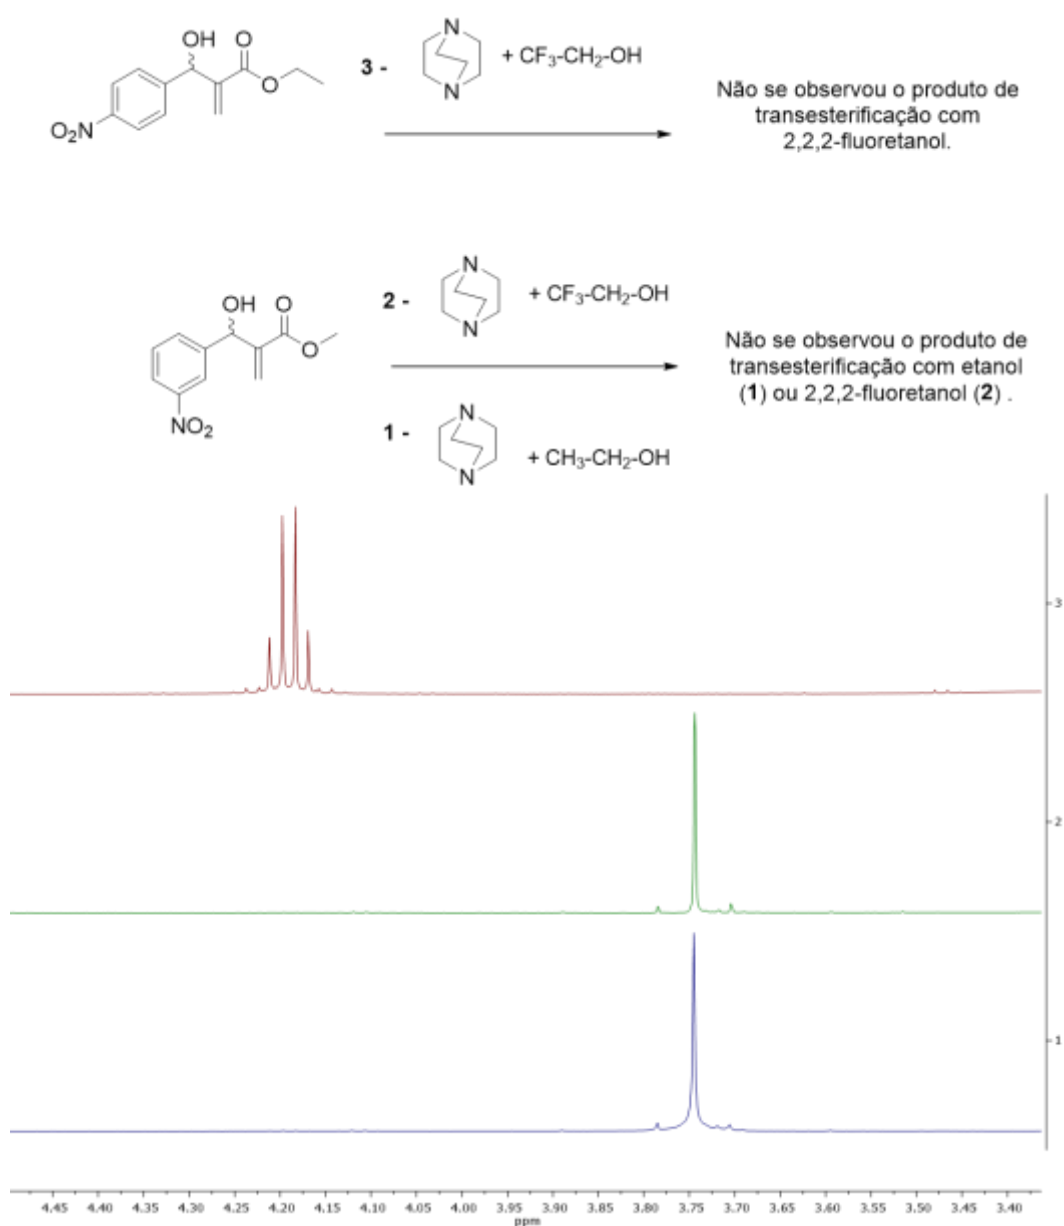 OH
O
O
O₂N
3 -
N
N
+ CF₃-CH₂-OH
Não se observou o produto de
transesterificação com
2,2,2-fluoretanol.
OH
O
O
NO₂
2 -
N
N
+ CF₃-CH₂-OH
1 -
N
N
+ CH₃-CH₂-OH
Não se observou o produto de
transesterificação com etanol
(1) ou 2,2,2-fluoretanol (2) .
3
2
1
4.45 4.40 4.35 4.30 4.25 4.20 4.15 4.10 4.05 4.00 3.95 3.90 3.85 3.80 3.75 3.70 3.65 3.60 3.55 3.50 3.45 3.40
ppm